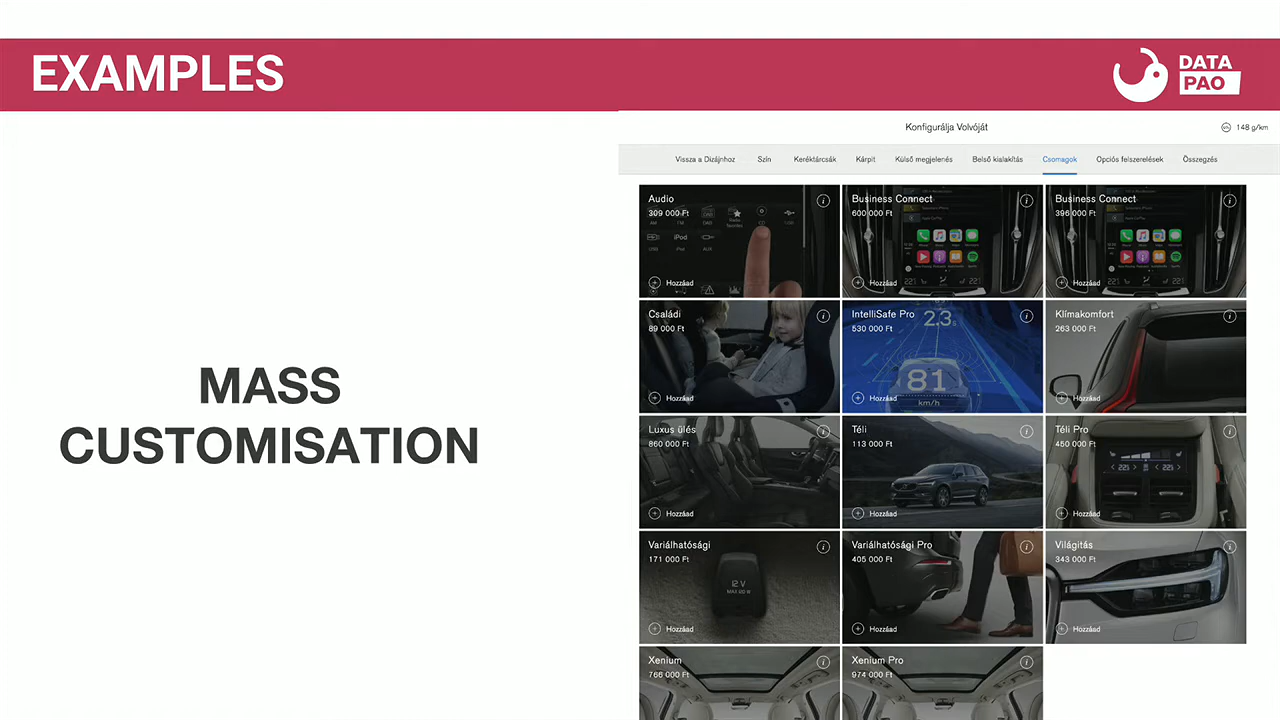 EXAMPLES
DATA
PAO
Konfigurálja Volvóját
148 g/km
Vissza a Dizájnhoz Szín Keréktárcsák Kárpit Külső megjelenés Belső kialakítás Csomagok Opciós felszerelések Összegzés
MASS
CUSTOMISATION
Audio
309 000 Ft
iPod
Hozzáad
Business Connect
600 000 Ft
Hozzáad
Business Connect
396 000 Ft
Hozzáad
Családi
89 000 Ft
Hozzáad
IntelliSafe Pro
530 000 Ft
2.3s
81
km/h
Hozzáad
Klímakomfort
263 000 Ft
Hozzáad
Luxus ülés
860 000 Ft
Hozzáad
Téli
113 000 Ft
Hozzáad
Téli Pro
450 000 Ft
Hozzáad
Variálhatósági
171 000 Ft
12 V
MAX 120 W
Hozzáad
Variálhatósági Pro
405 000 Ft
Hozzáad
Világítás
343 000 Ft
Hozzáad
Xenium
766 000 Ft
Xenium Pro
974 000 Ft